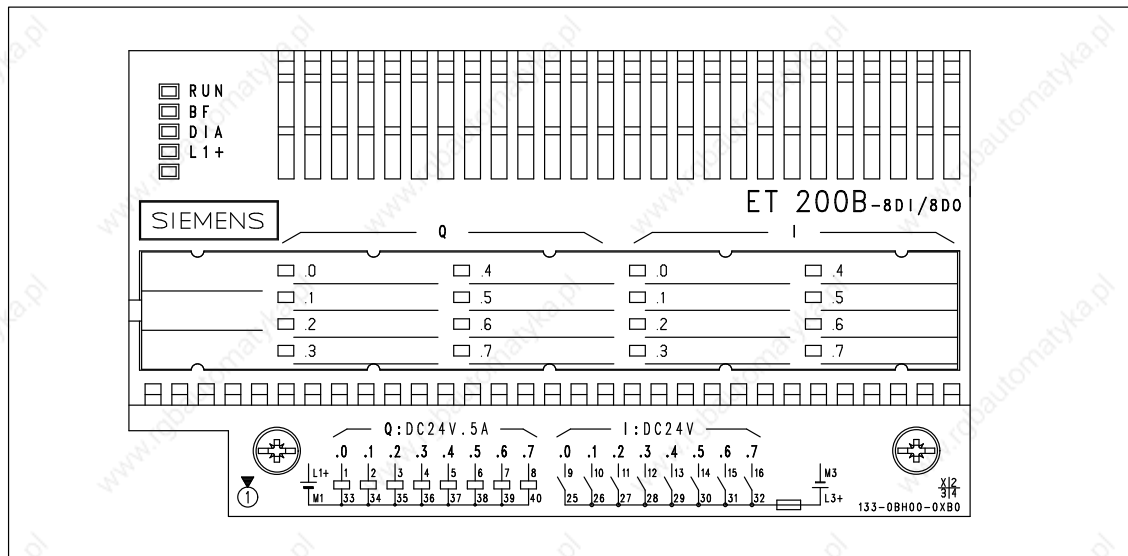 RUN
BF
DIA
L1+
SIEMENS
ET 200B-8DI/8DO
Q I
.0 .4 .0 .4
.1 .5 .1 .5
.2 .6 .2 .6
.3 .7 .3 .7
Q:DC24V.5A I:DC24V
.0 .1 .2 .3 .4 .5 .6 .7 .0 .1 .2 .3 .4 .5 .6 .7
L1+ 1 2 3 4 5 6 7 8 9 10 11 12 13 14 15 16 M3
M1 33 34 35 36 37 38 39 40 25 26 27 28 29 30 31 32 L3+
1
X 2
3 4
133-0BH00-0XB0
www.rgbautomatyka.pl